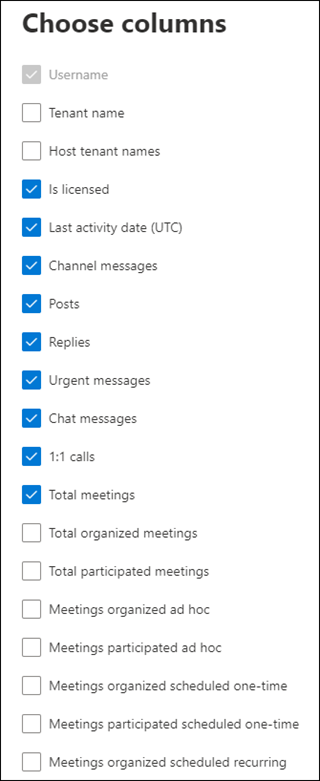 Choose columns
Username
Tenant name
Host tenant names
Is licensed
Last activity date (UTC)
Channel messages
Posts
Replies
Urgent messages
Chat messages
1:1 calls
Total meetings
Total organized meetings
Total participated meetings
Meetings organized ad hoc
Meetings participated ad hoc
Meetings organized scheduled one-time
Meetings participated scheduled one-time
Meetings organized scheduled recurring